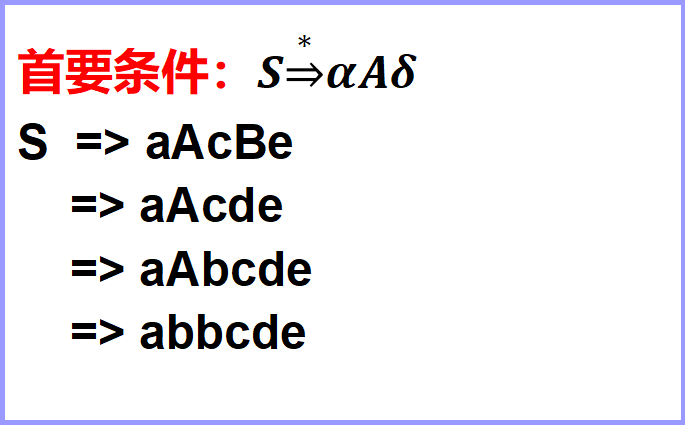 首要条件：S ⇒* αAδ
S => aAcBe
=> aAcde
=> aAbcde
=> abbcde